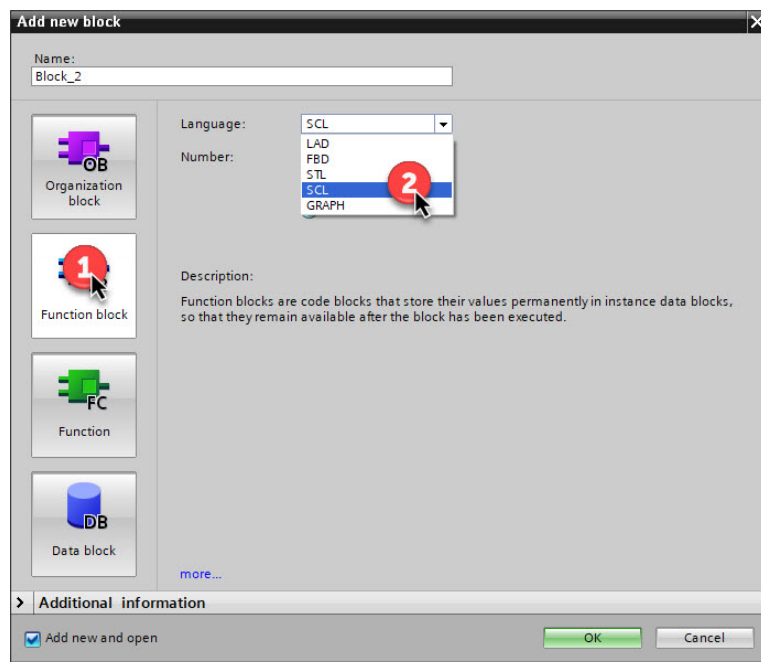 Add new block
Name:
Block_2
Language:
SCL
LAD
FBD
STL
SCL
GRAPH
2
Number:
OB
Organization
block
1
Function block
Description:
Function blocks are code blocks that store their values permanently in instance data blocks,
so that they remain available after the block has been executed.
FC
Function
DB
Data block
more...
Additional information
Add new and open
OK
Cancel